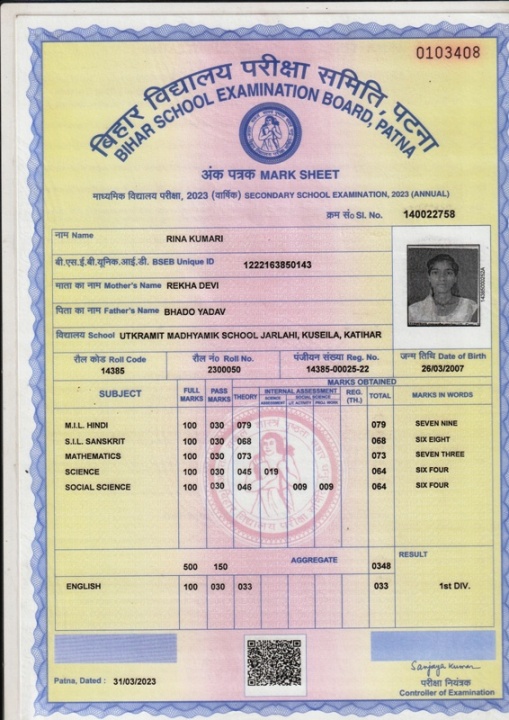 0103408
बिहार विद्यालय परीक्षा समिति, पटना
BIHAR SCHOOL EXAMINATION BOARD, PATNA
अंक पत्रक MARK SHEET
माध्यमिक विद्यालय परीक्षा, 2023 (वार्षिक) SECONDARY SCHOOL EXAMINATION, 2023 (ANNUAL)
क्रम सं० Sl. No. 140022758
नाम Name RINA KUMARI
बी.एस.ई.बी.यूनिक.आई.डी. BSEB Unique ID 1222163850143
माता का नाम Mother's Name REKHA DEVI
पिता का नाम Father's Name BHADO YADAV
विद्यालय School UTKRAMIT MADHYAMIK SCHOOL JARLAHI, KUSEILA, KATIHAR
रौल कोड Roll Code रौल नं० Roll No. पंजीयन संख्या Reg. No. जन्म तिथि Date of Birth
14385 2300050 14385-00025-22 26/03/2007
MARKS OBTAINED
SUBJECT FULL MARKS PASS MARKS THEORY INTERNAL ASSESSMENT REG. (TH.) TOTAL MARKS IN WORDS
SCIENCE SOCIAL SCIENCE
M.I.L. HINDI 100 030 079 079 SEVEN NINE
S.I.L. SANSKRIT 100 030 068 068 SIX EIGHT
MATHEMATICS 100 030 073 073 SEVEN THREE
SCIENCE 100 030 045 019 064 SIX FOUR
SOCIAL SCIENCE 100 030 046 009 009 064 SIX FOUR
500 150 AGGREGATE 0348 RESULT
ENGLISH 100 030 033 033 1st DIV.
Sanjay Kumar
Patna, Dated : 31/03/2023
परीक्षा नियंत्रक
Controller of Examination